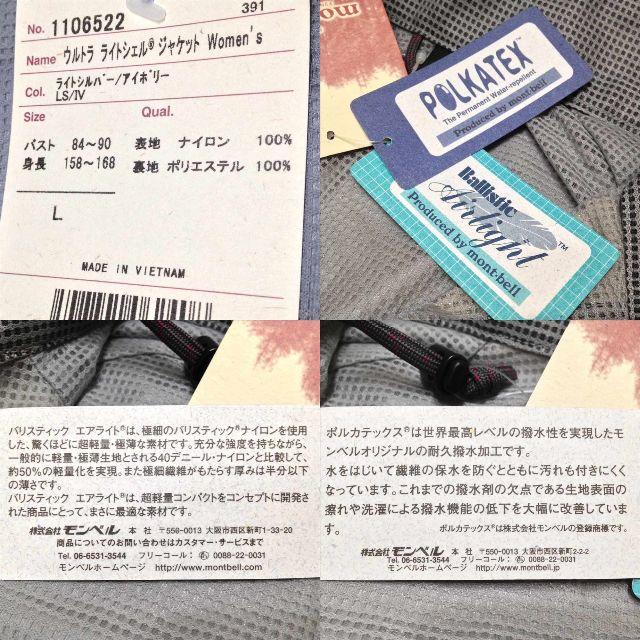 391
No. 1106522
Name ウルトラ ライトシェル® ジャケット Women's
Col. ライトシルバー/アイボリー
LS/IV
Size
Qual.
バスト 84〜90 表地 ナイロン 100%
身長 158〜168 裏地 ポリエステル 100%
L
MADE IN VIETNAM
mo
POLKATEX™
The Permanent Water-repellent
Produced by mont-bell
Ballistic
Airlight™
Produced by mont-bell
バリスティック エアライト®は、極細のバリスティック®ナイロンを使用
した、驚くほどに超軽量・極薄な素材です。充分な強度を持ちながら、
一般的に軽量・極薄生地とされる40デニール・ナイロンと比較して、
約50%の軽量化を実現。また極細繊維がもたらす厚みは半分以下
の薄さです。
バリスティック エアライト®は、超軽量コンパクトをコンセプトに開発さ
れた商品にとって、まさに最適な素材です。
株式会社モンベル 本 社 〒550-0013 大阪市西区新町1-33-20
商品についてのお問い合わせはカスタマー・サービスまで
Tel. 06-6531-3544 フリーコール: 0088-22-0031
モンベルホームページ http://www.montbell.com
ポルカテックス®は世界最高レベルの撥水性を実現したモ
ンベルオリジナルの耐久撥水加工です。
水をはじいて繊維の保水を防ぐとともに汚れも付きにくく
なっています。これまでの撥水剤の欠点である生地表面の
擦れや洗濯による撥水機能の低下を大幅に改善しています。
ポルカテックス®は株式会社モンベルの登録商標です。
株式会社モンベル 本 社 〒550-0013 大阪市西区新町2-2-2
Tel. 06-6531-3544 フリーコール: 0088-22-0031
モンベルホームページ http://www.montbell.jp